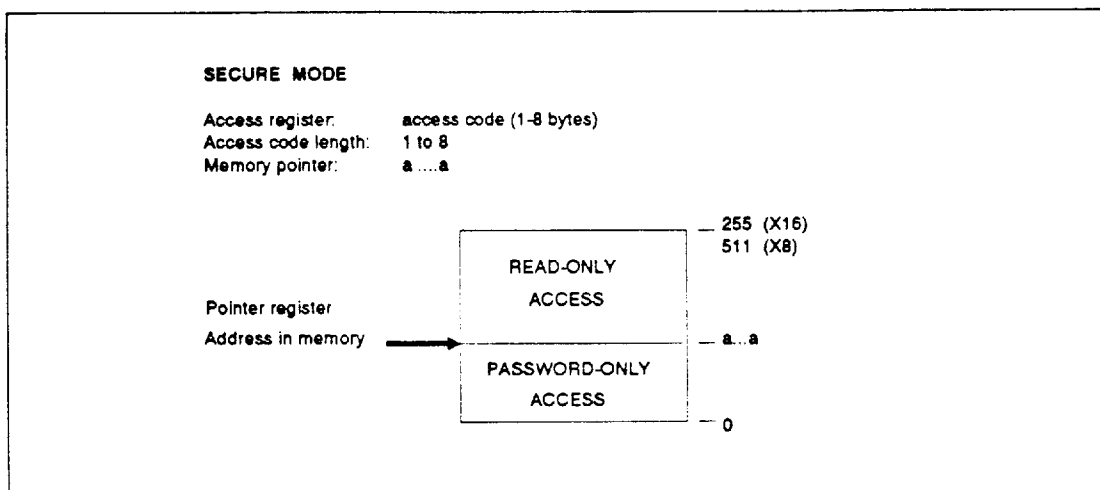 SECURE MODE
Access register: access code (1-8 bytes)
Access code length: 1 to 8
Memory pointer: a ....a
255 (X16)
511 (X8)
READ-ONLY
ACCESS
Pointer register
Address in memory
a...a
PASSWORD-ONLY
ACCESS
0